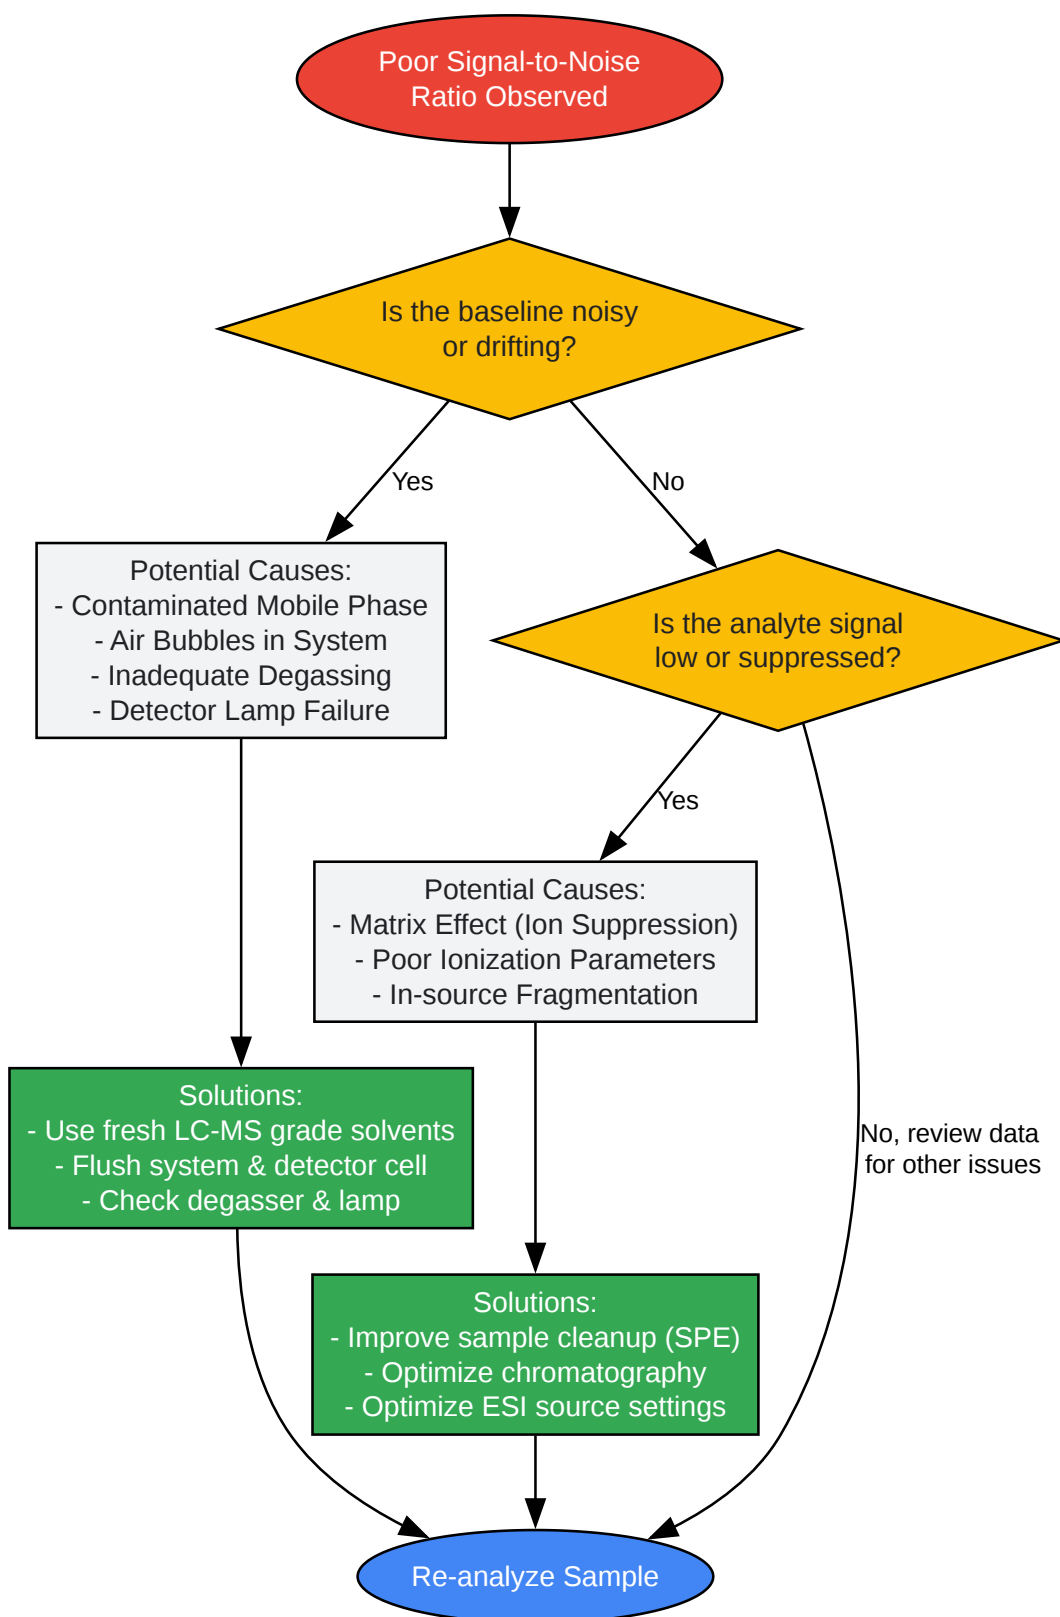 Poor Signal-to-Noise
Ratio Observed
Is the baseline noisy
or drifting?
Yes
No
Potential Causes:
- Contaminated Mobile Phase
- Air Bubbles in System
- Inadequate Degassing
- Detector Lamp Failure
Is the analyte signal
low or suppressed?
Yes
Potential Causes:
- Matrix Effect (Ion Suppression)
- Poor Ionization Parameters
- In-source Fragmentation
Solutions:
- Use fresh LC-MS grade solvents
- Flush system & detector cell
- Check degasser & lamp
No, review data
for other issues
Solutions:
- Improve sample cleanup (SPE)
- Optimize chromatography
- Optimize ESI source settings
Re-analyze Sample